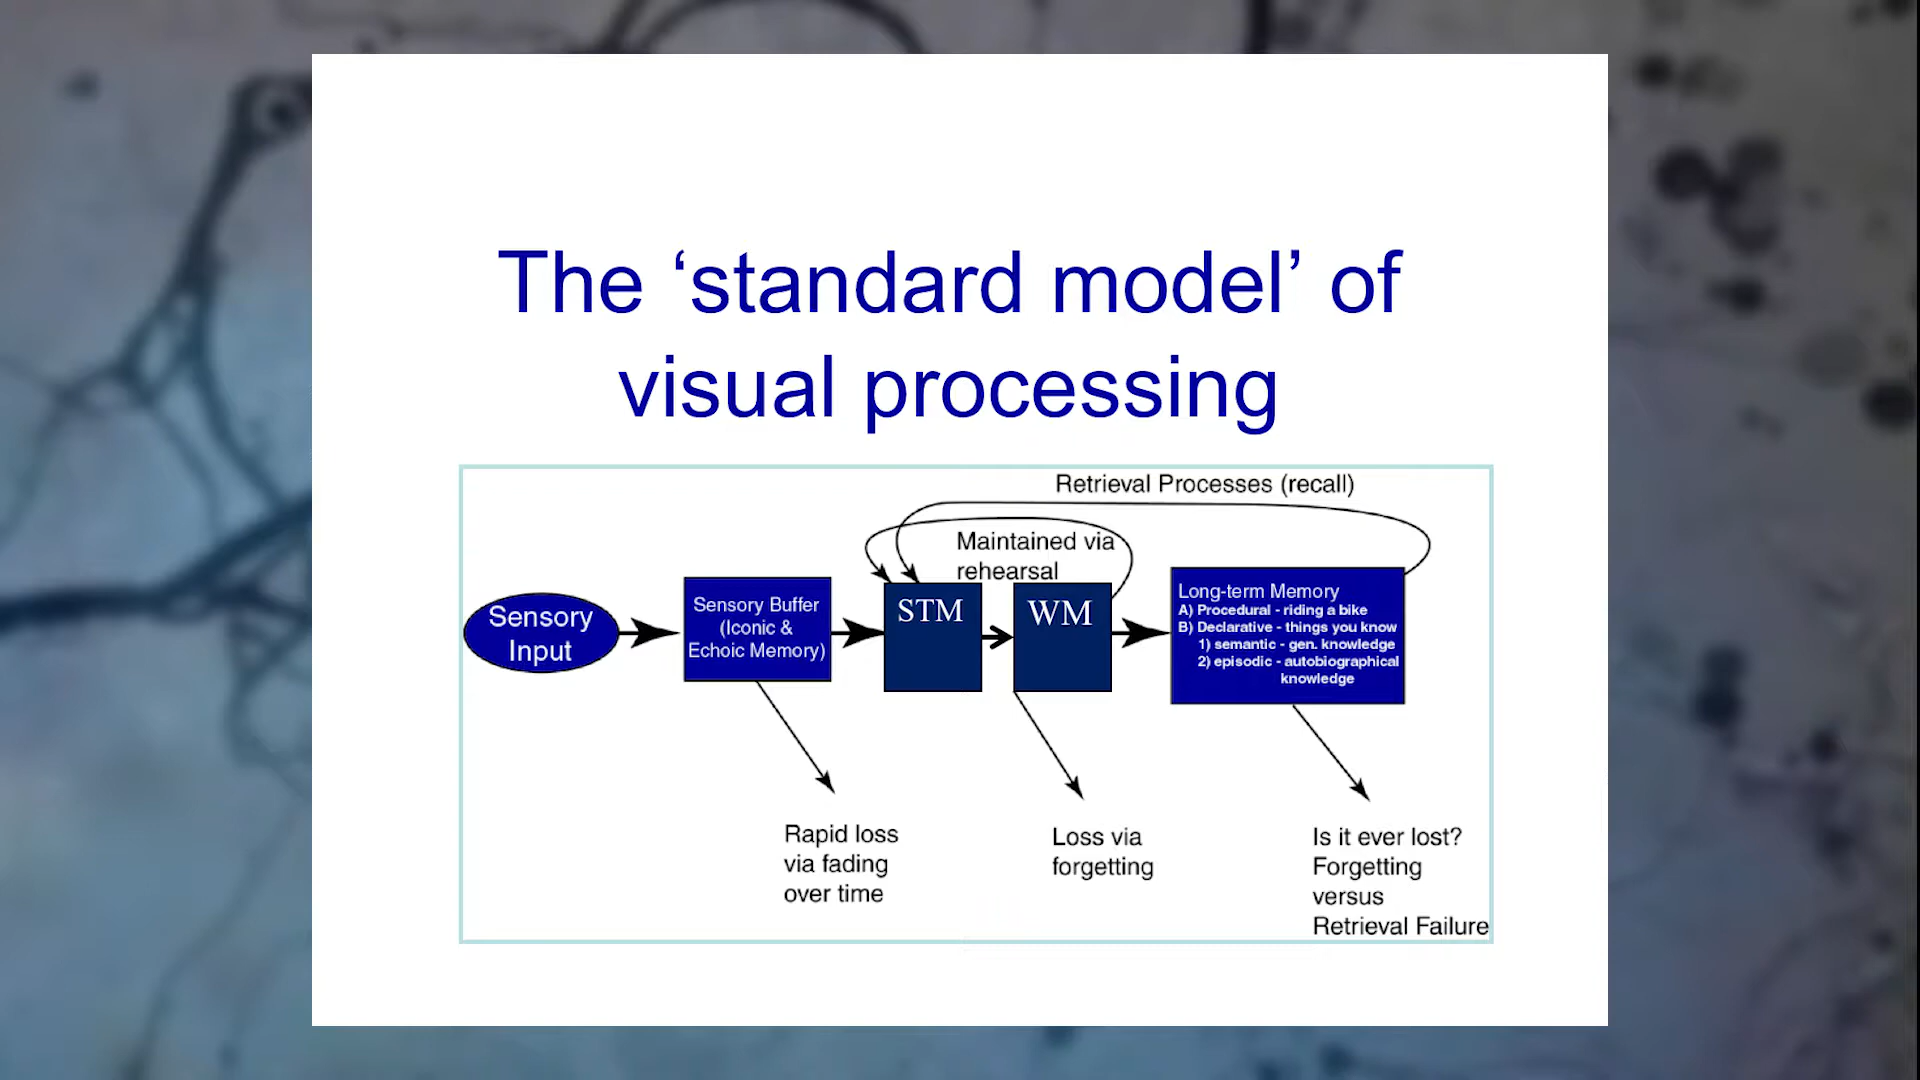 The ‘standard model’ of
visual processing
Retrieval Processes (recall)
Maintained via
rehearsal
Sensory
Input
Sensory Buffer
(Iconic &
Echoic Memory)
STM
WM
Long-term Memory
A) Procedural - riding a bike
B) Declarative - things you know
1) semantic - gen. knowledge
2) episodic - autobiographical
knowledge
Rapid loss
via fading
over time
Loss via
forgetting
Is it ever lost?
Forgetting
versus
Retrieval Failure